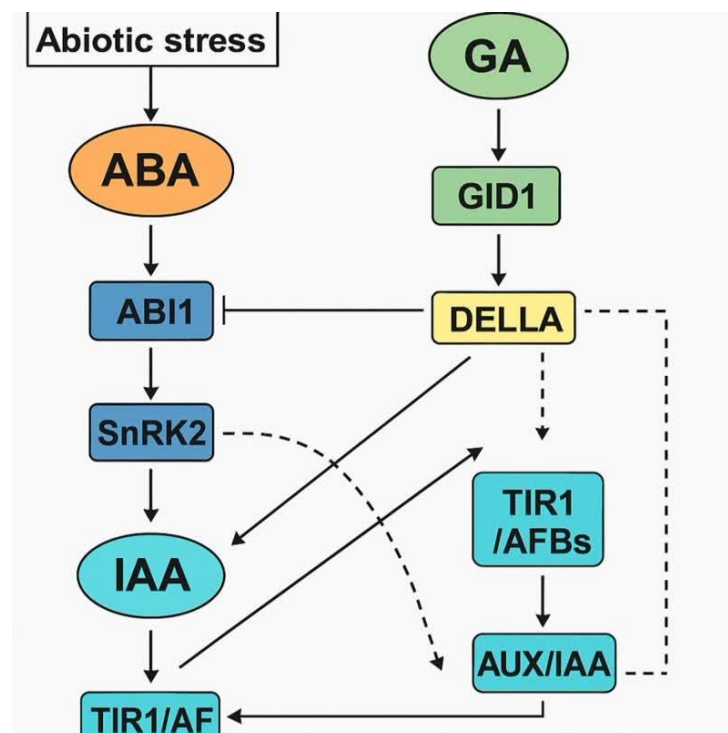 Abiotic stress
GA
ABA
GID1
ABI1
DELLA
SnRK2
TIR1
/AFBs
IAA
AUX/IAA
TIR1/AF